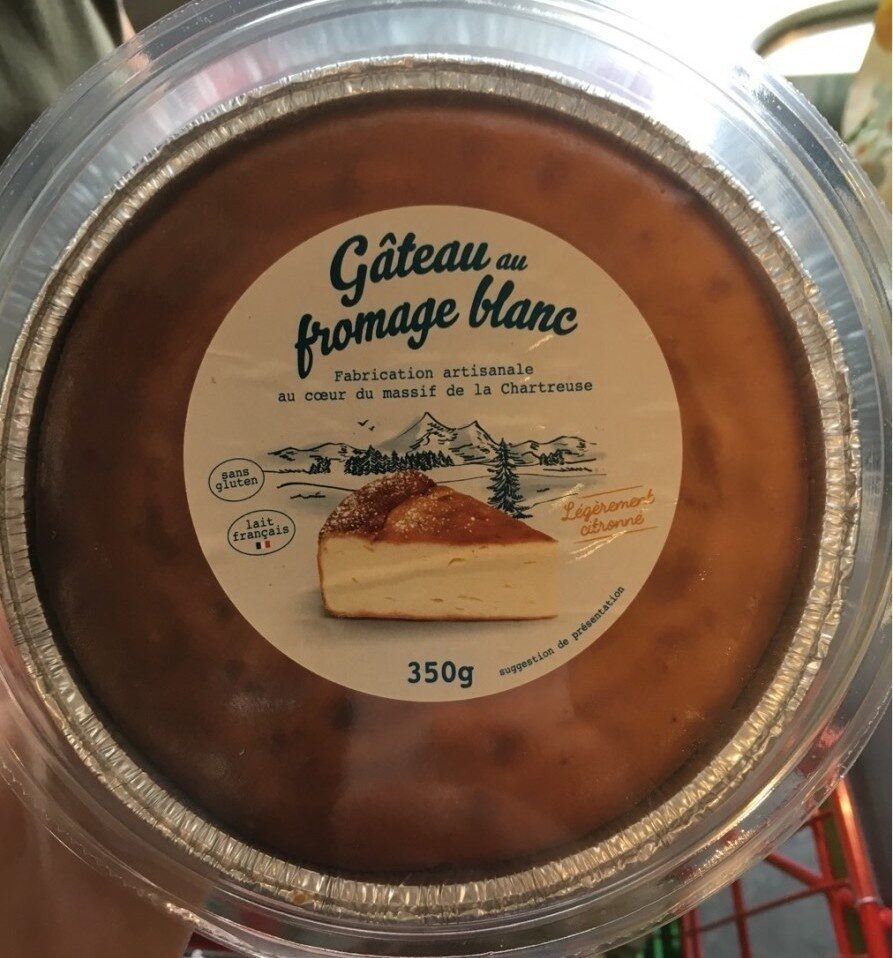 Gâteau au
fromage blanc
Fabrication artisanale
au cœur du massif de la Chartreuse
sans
gluten
lait
français
Légèrement
citronné
350g
suggestion de présentation